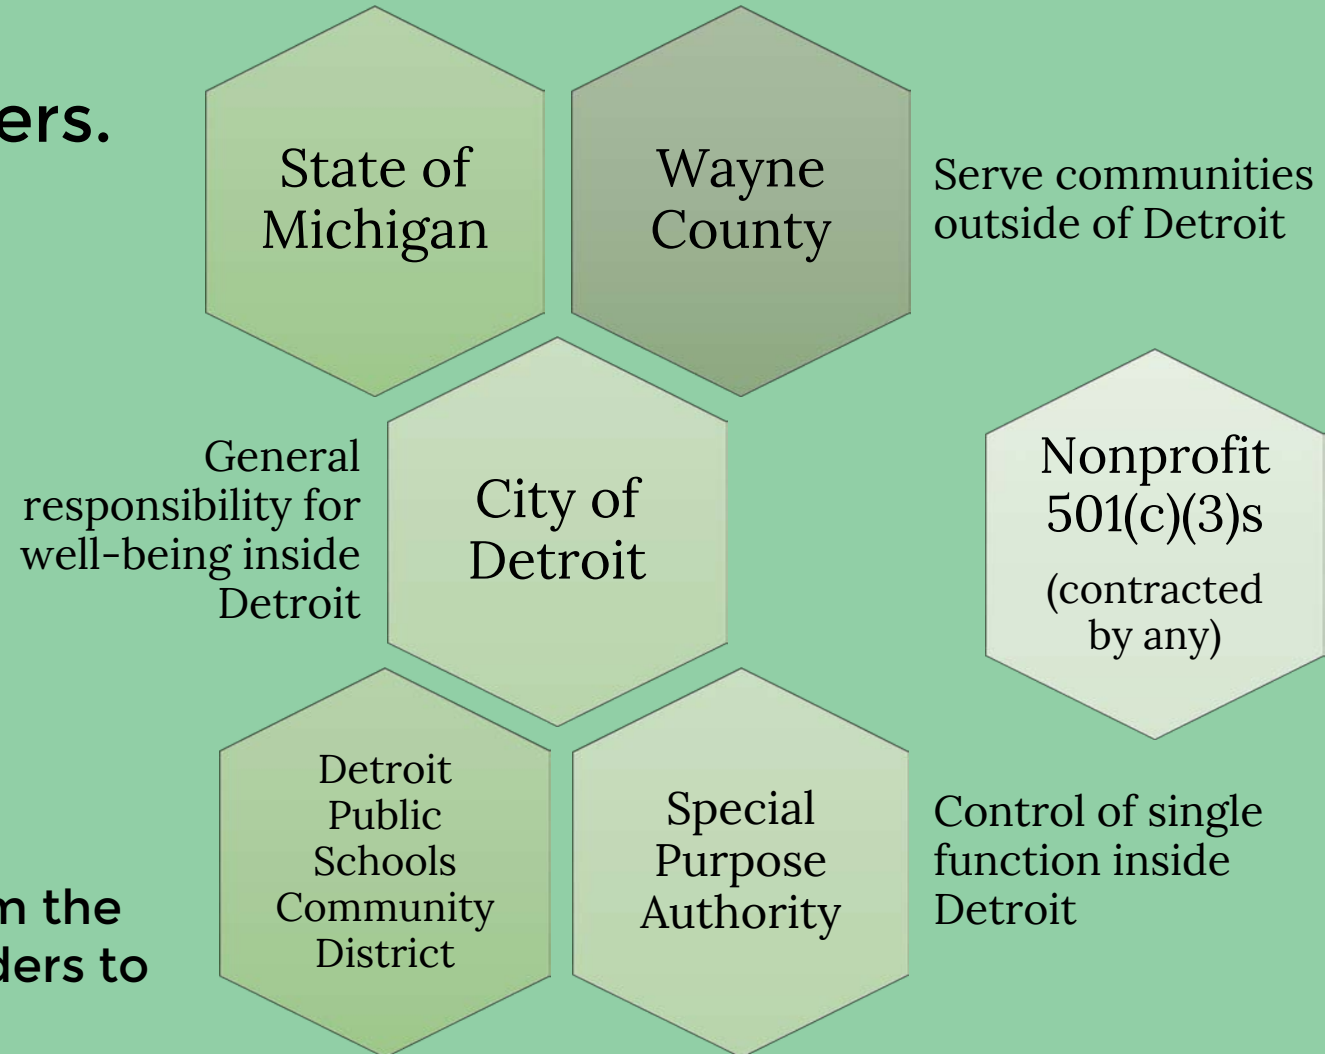 ers.
State of
Michigan
Wayne
County
Serve communities
outside of Detroit
General
responsibility for
well-being inside
Detroit
City of
Detroit
Nonprofit
501(c)(3)s
(contracted
by any)
Detroit
Public
Schools
Community
District
Special
Purpose
Authority
Control of single
function inside
Detroit
m the
ders to